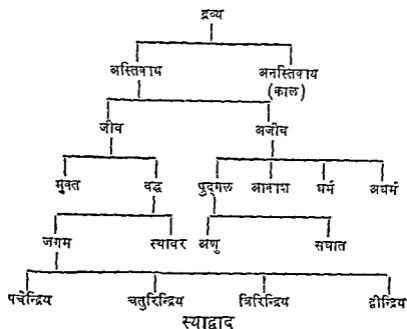 द्रव्य
अस्तिकाय अनस्तिकाय
(काल)
जीव अजीव
मुक्त बद्ध पुद्गल आकाश धर्म अधर्म
जंगम स्थावर अणु संघात
पंचेन्द्रिय चतुरिन्द्रिय त्रिरिन्द्रिय द्वीन्द्रिय
स्याद्वाद